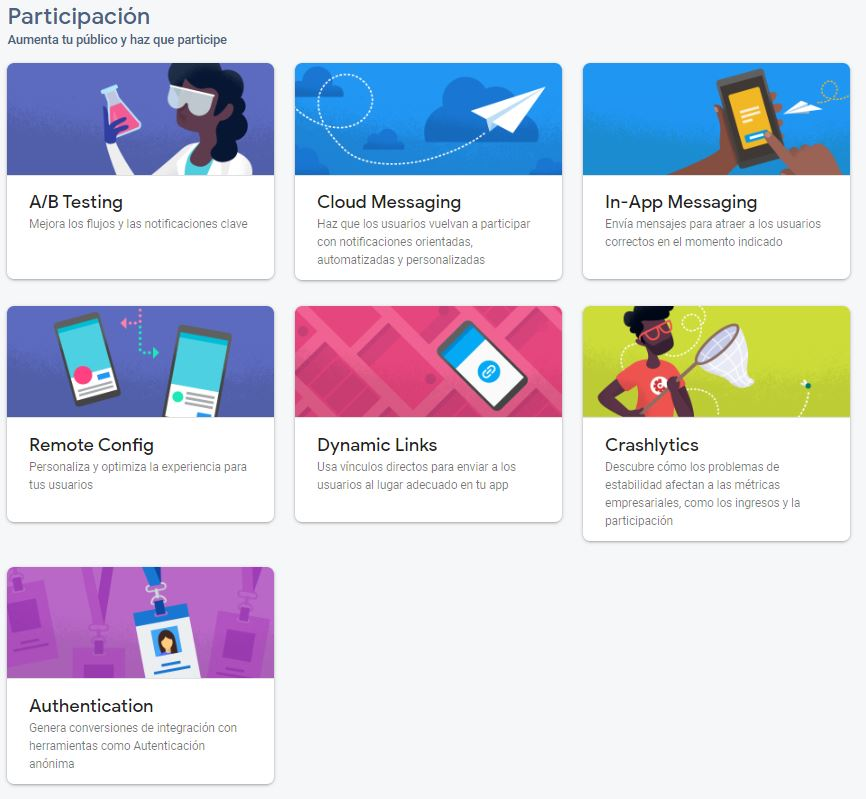 Participación
Aumenta tu público y haz que participe
A/B Testing
Mejora los flujos y las notificaciones clave
Cloud Messaging
Haz que los usuarios vuelvan a participar
con notificaciones orientadas,
automatizadas y personalizadas
In-App Messaging
Envía mensajes para atraer a los usuarios
correctos en el momento indicado
Remote Config
Personaliza y optimiza la experiencia para
tus usuarios
Dynamic Links
Usa vínculos directos para enviar a los
usuarios al lugar adecuado en tu app
Crashlytics
Descubre cómo los problemas de
estabilidad afectan a las métricas
empresariales, como los ingresos y la
participación
Authentication
Genera conversiones de integración con
herramientas como Autenticación
anónima